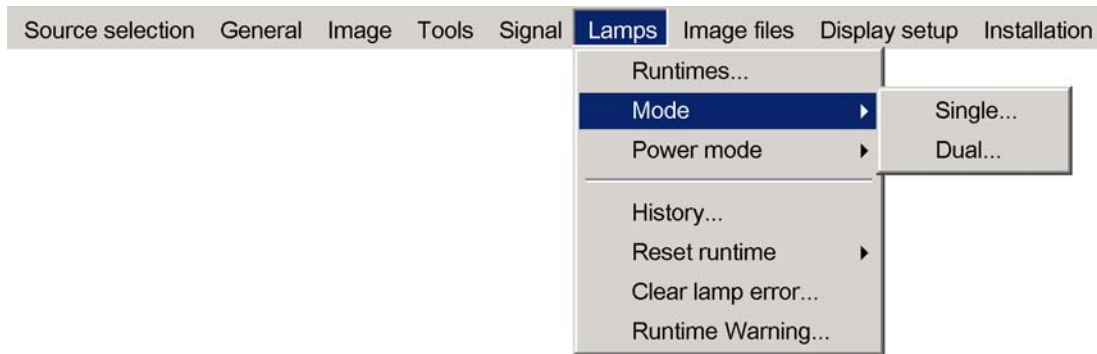 Source selection General Image Tools Signal Lamps Image files Display setup Installation
Runtimes...
Mode Single...
Power mode Dual...
History...
Reset runtime
Clear lamp error...
Runtime Warning...